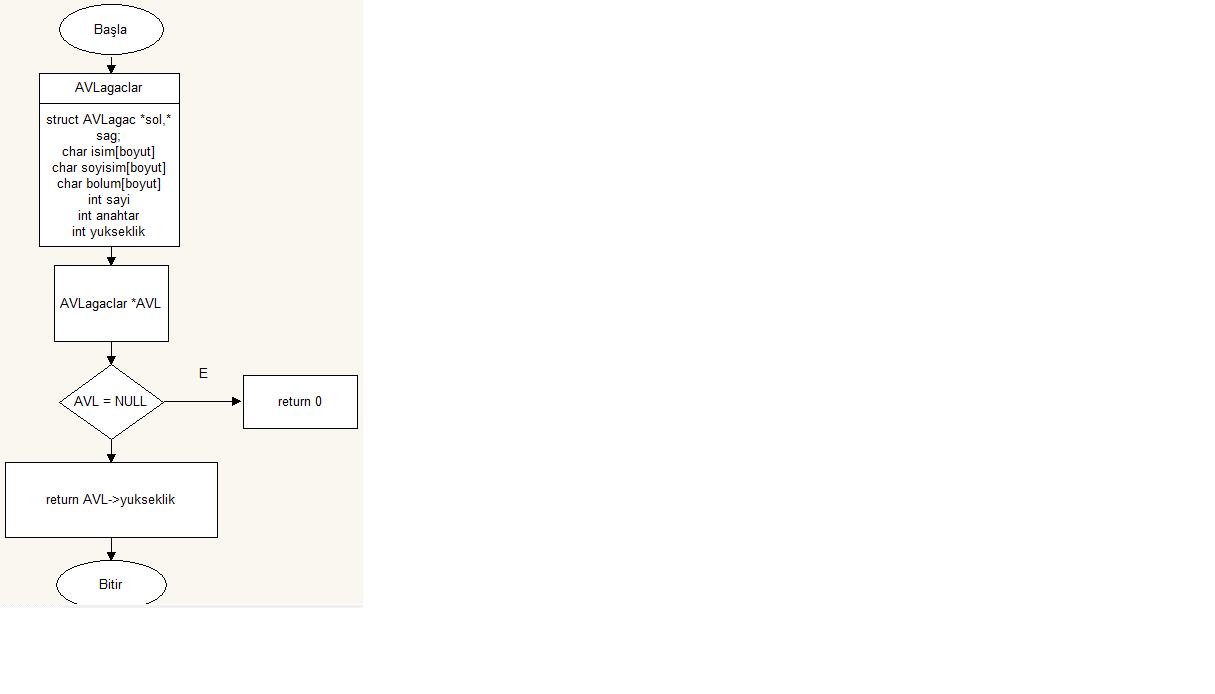 Başla
AVLagaclar
struct AVLagac *sol,*
sag;
char isim[boyut]
char soyisim[boyut]
char bolum[boyut]
int sayi
int anahtar
int yukseklik
AVLagaclar *AVL
E
AVL = NULL
return 0
return AVL->yukseklik
Bitir